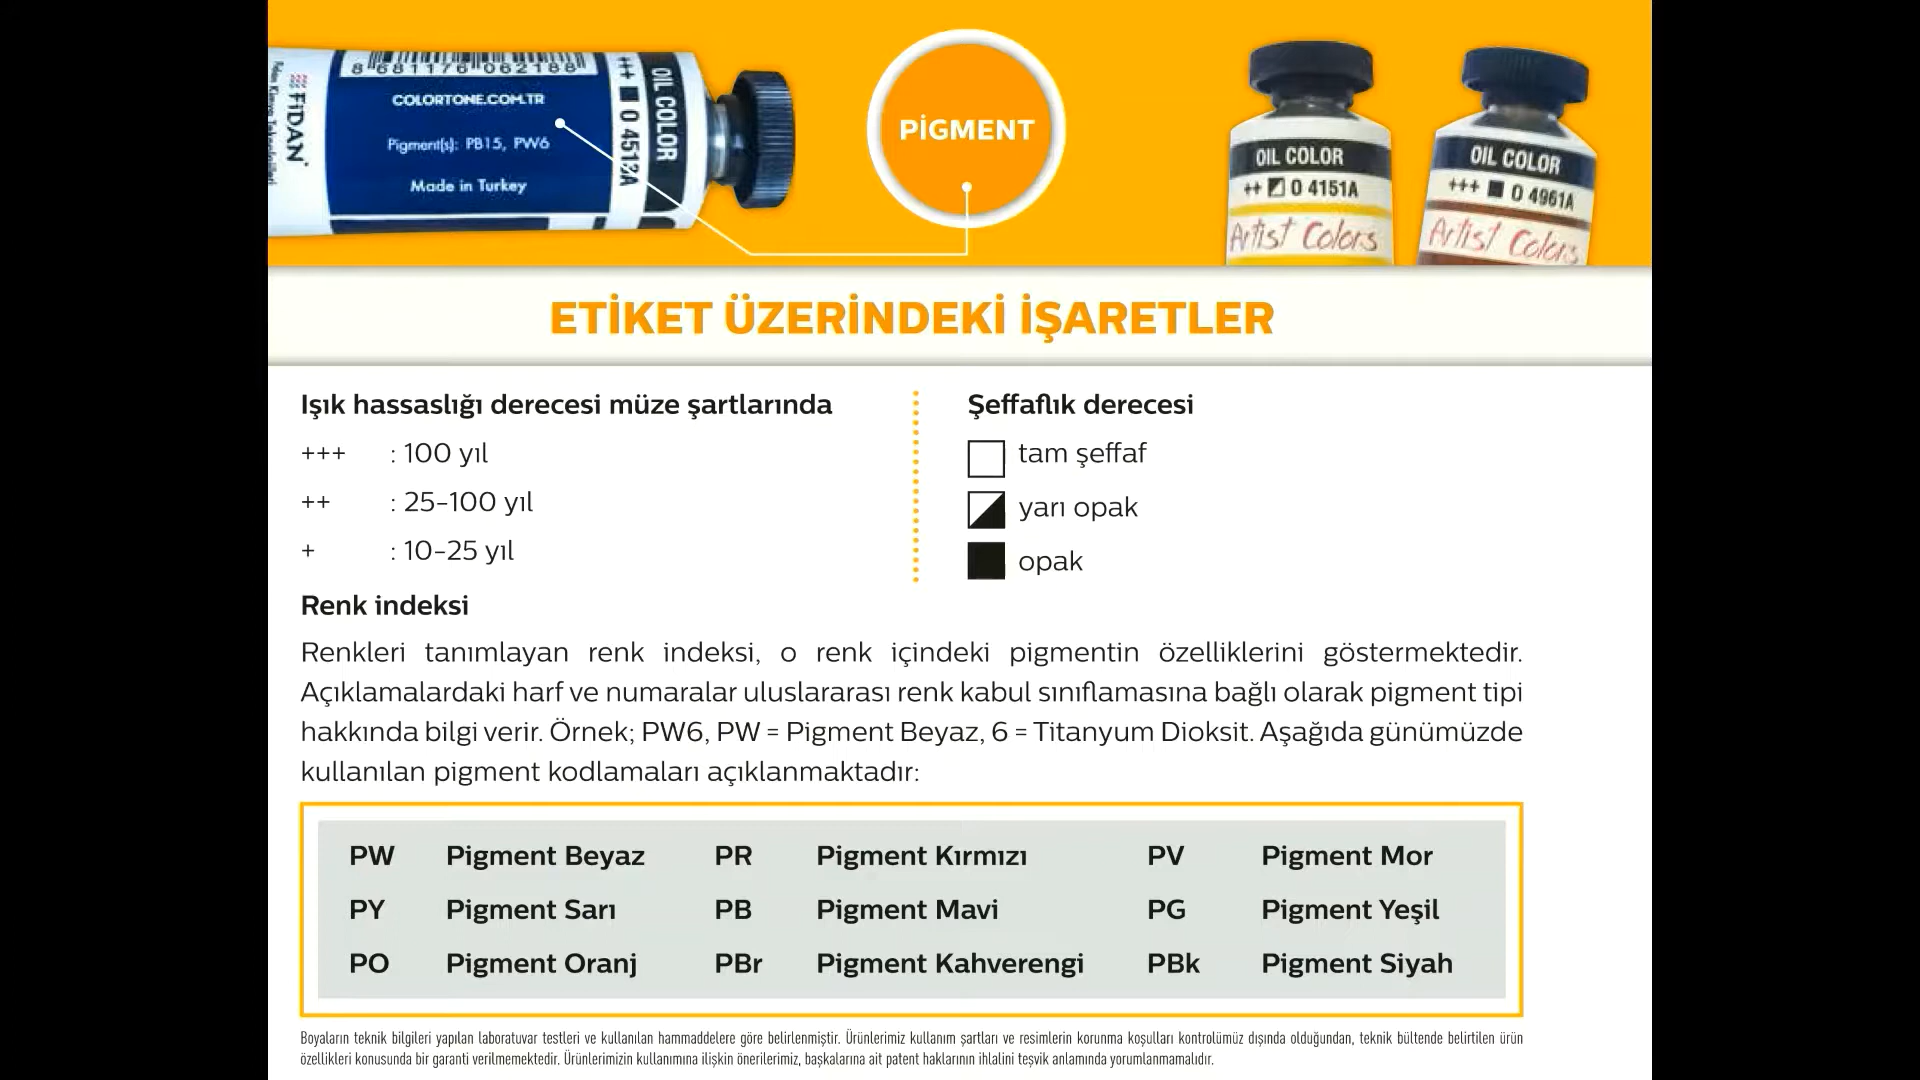 8 681176 062188
COLORTONE.COM.TR
Pigment(s): PB15, PW6
Made in Turkey
FIDAN
+++ O 4512A
OIL COLOR
PİGMENT
OIL COLOR
++ O 4151A
Artist Colors
OIL COLOR
+++ O 4961A
Artist Colors
ETİKET ÜZERİNDEKİ İŞARETLER
Işık hassaslığı derecesi müze şartlarında
+++ : 100 yıl
++ : 25-100 yıl
+ : 10-25 yıl
Şeffaflık derecesi
tam şeffaf
yarı opak
opak
Renk indeksi
Renkleri tanımlayan renk indeksi, o renk içindeki pigmentin özelliklerini göstermektedir.
Açıklamalardaki harf ve numaralar uluslararası renk kabul sınıflamasına bağlı olarak pigment tipi
hakkında bilgi verir. Örnek; PW6, PW = Pigment Beyaz, 6 = Titanyum Dioksit. Aşağıda günümüzde
kullanılan pigment kodlamaları açıklanmaktadır:
PW Pigment Beyaz PR Pigment Kırmızı PV Pigment Mor
PY Pigment Sarı PB Pigment Mavi PG Pigment Yeşil
PO Pigment Oranj PBr Pigment Kahverengi PBk Pigment Siyah
Boyaların teknik bilgileri yapılan laboratuvar testleri ve kullanılan hammaddelere göre belirlenmiştir. Ürünlerimiz kullanım şartları ve resimlerin korunma koşulları kontrolümüz dışında olduğundan, teknik bültende belirtilen ürün
özellikleri konusunda bir garanti verilmemektedir. Ürünlerimizin kullanımına ilişkin önerilerimiz, başkalarına ait patent haklarının ihlalini teşvik anlamında yorumlanmamalıdır.